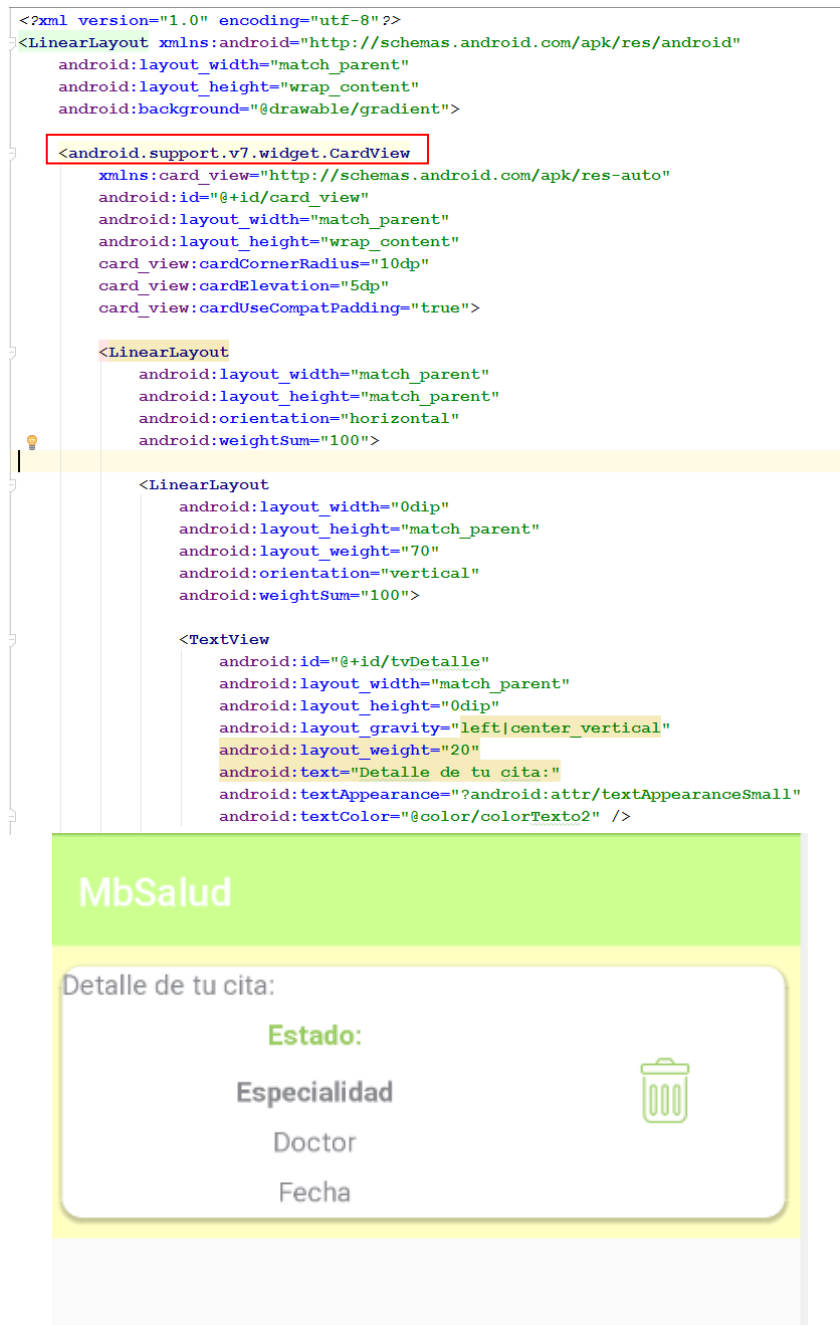 <?xml version="1.0" encoding="utf-8"?>
<LinearLayout xmlns:android="http://schemas.android.com/apk/res/android"
    android:layout_width="match_parent"
    android:layout_height="wrap_content"
    android:background="@drawable/gradient">

    <android.support.v7.widget.CardView
        xmlns:card_view="http://schemas.android.com/apk/res-auto"
        android:id="@+id/card_view"
        android:layout_width="match_parent"
        android:layout_height="wrap_content"
        card_view:cardCornerRadius="10dp"
        card_view:cardElevation="5dp"
        card_view:cardUseCompatPadding="true">

        <LinearLayout
            android:layout_width="match_parent"
            android:layout_height="match_parent"
            android:orientation="horizontal"
            android:weightSum="100">

            <LinearLayout
                android:layout_width="0dip"
                android:layout_height="match_parent"
                android:layout_weight="70"
                android:orientation="vertical"
                android:weightSum="100">

                <TextView
                    android:id="@+id/tvDetalle"
                    android:layout_width="match_parent"
                    android:layout_height="0dip"
                    android:layout_gravity="left|center_vertical"
                    android:layout_weight="20"
                    android:text="Detalle de tu cita:"
                    android:textAppearance="?android:attr/textAppearanceSmall"
                    android:textColor="@color/colorTexto2" />
MbSalud
Detalle de tu cita:
Estado:
Especialidad
Doctor
Fecha